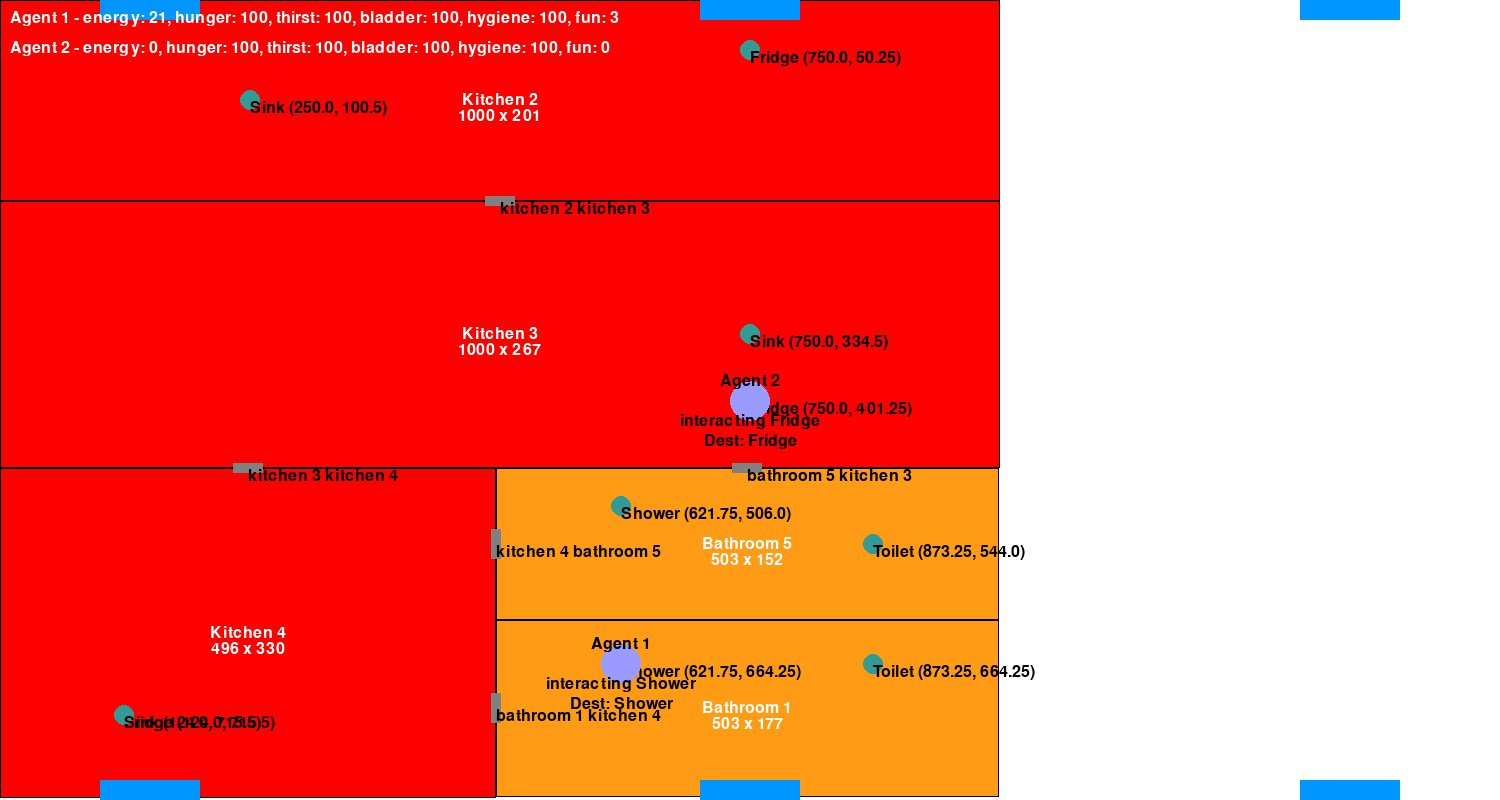 Agent 1 - energy: 21, hunger: 100, thirst: 100, bladder: 100, hygiene: 100, fun: 3
Agent 2 - energy: 0, hunger: 100, thirst: 100, bladder: 100, hygiene: 100, fun: 0
Fridge (750.0, 50.25)
Sink (250.0, 100.5)
Kitchen 2
1000 x 201
kitchen 2 kitchen 3
Kitchen 3
1000 x 267
Sink (750.0, 334.5)
Agent 2
dge (750.0, 401.25)
interacting Fridge
Dest: Fridge
kitchen 3 kitchen 4
bathroom 5 kitchen 3
Shower (621.75, 506.0)
Bathroom 5
503 x 152
kitchen 4 bathroom 5
Toilet (873.25, 544.0)
Kitchen 4
496 x 330
Agent 1
ower (621.75, 664.25)
Toilet (873.25, 664.25)
interacting Shower
Dest: Shower
Bathroom 1
503 x 177
bathroom 1 kitchen 4